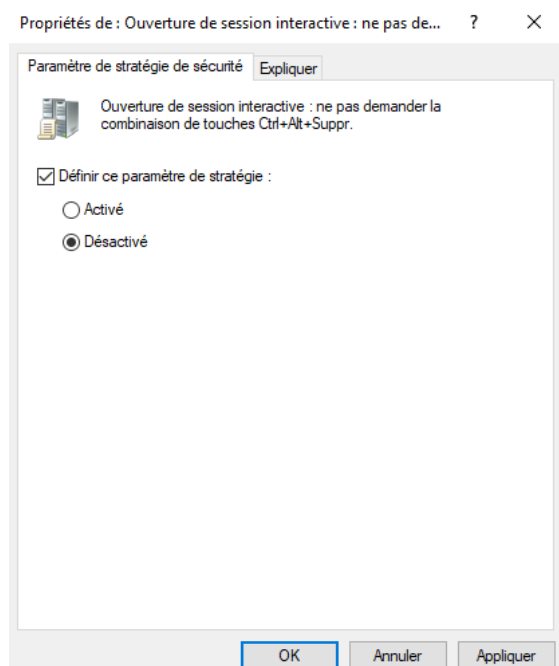 Propriétés de : Ouverture de session interactive : ne pas de...
?
Paramètre de stratégie de sécurité
Expliquer
Ouverture de session interactive : ne pas demander la
combinaison de touches Ctrl+Alt+Suppr.
Définir ce paramètre de stratégie :
Activé
Désactivé
OK
Annuler
Appliquer